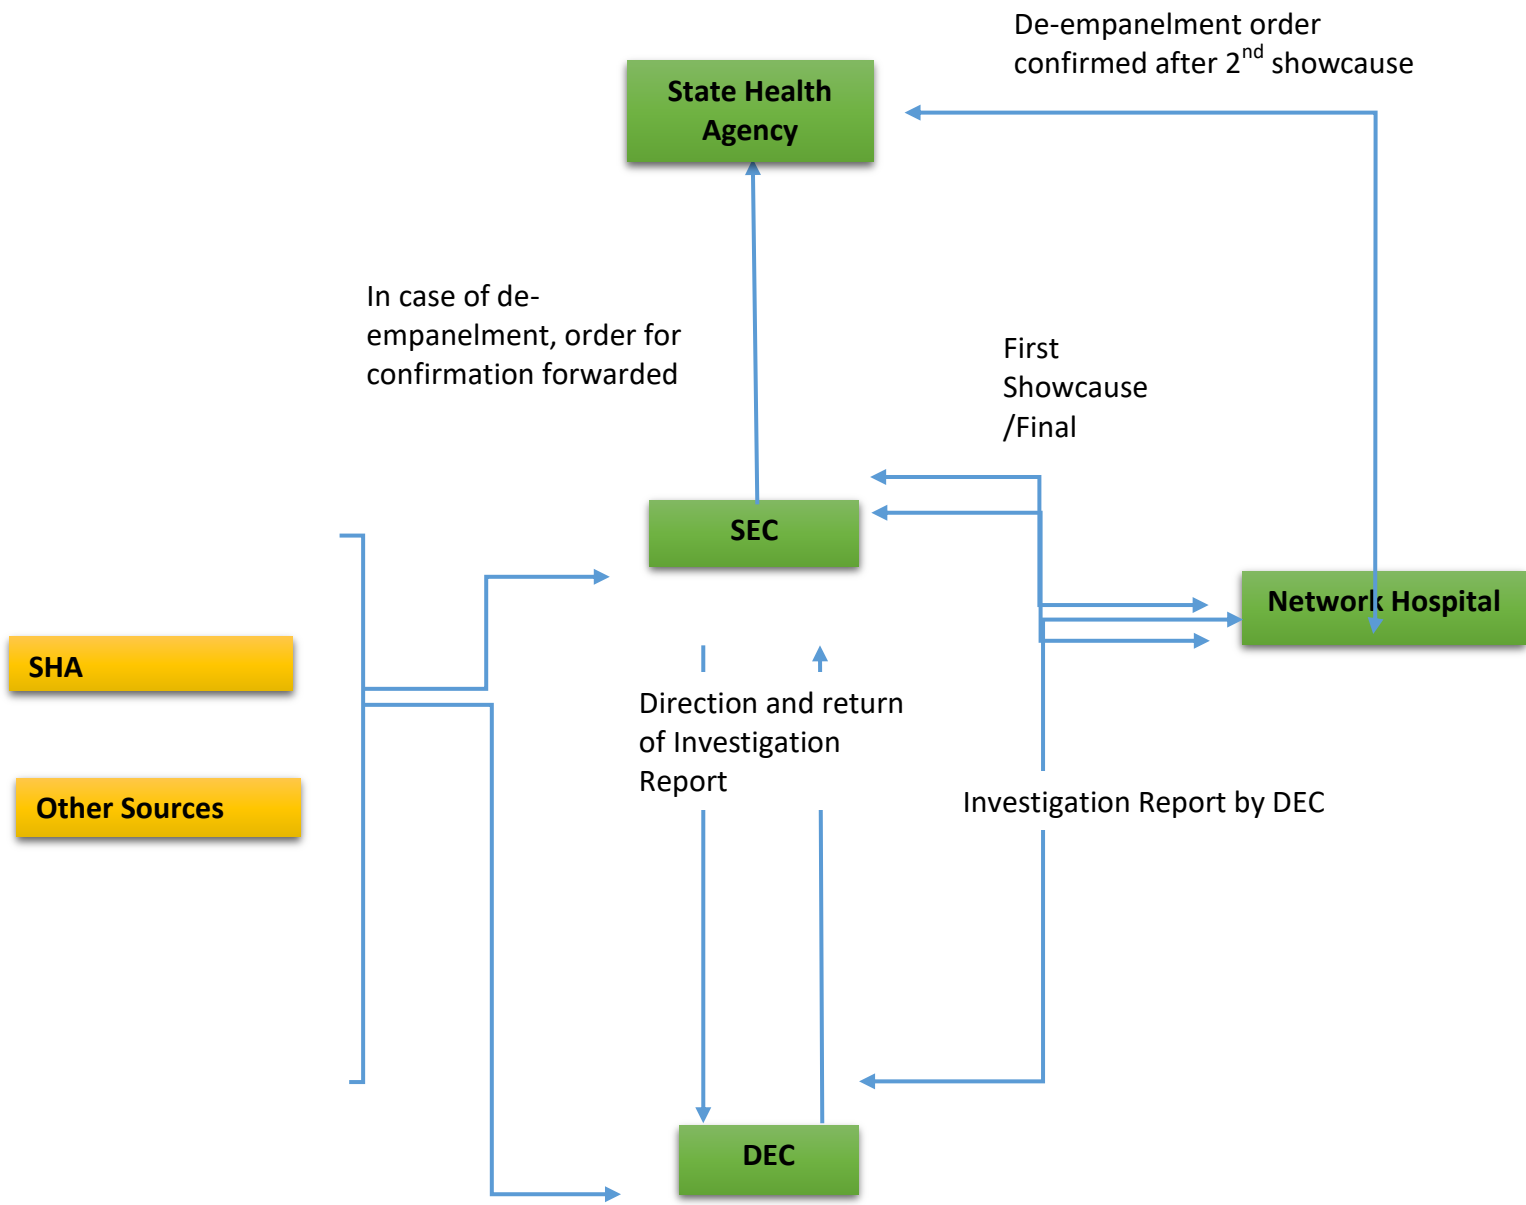 De-empanelment order
confirmed after 2nd showcause
State Health
Agency
In case of de-
empanelment, order for
confirmation forwarded
First
Showcause
/Final
SEC
Network Hospital
SHA
Direction and return
of Investigation
Report
Other Sources
Investigation Report by DEC
DEC